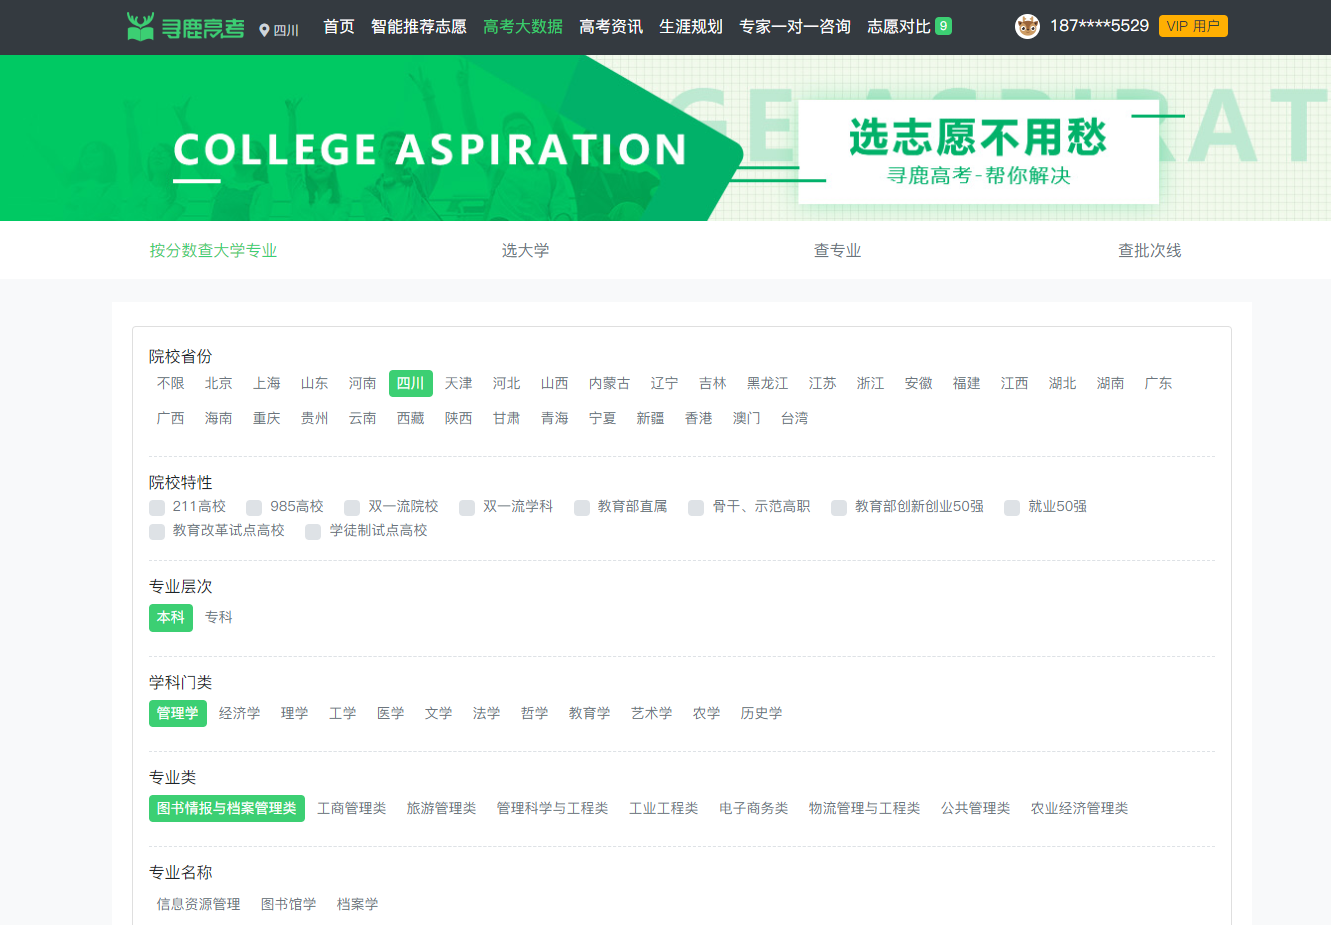 寻鹿高考 四川 首页 智能推荐志愿 高考大数据 高考资讯 生涯规划 专家一对一咨询 志愿对比 9 187****5529 VIP 用户
GE ASPIRAT
COLLEGE ASPIRATION
选志愿不用愁
寻鹿高考-帮你解决
按分数查大学专业 选大学 查专业 查批次线
院校省份
不限 北京 上海 山东 河南 四川 天津 河北 山西 内蒙古 辽宁 吉林 黑龙江 江苏 浙江 安徽 福建 江西 湖北 湖南 广东
广西 海南 重庆 贵州 云南 西藏 陕西 甘肃 青海 宁夏 新疆 香港 澳门 台湾
院校特性
211高校 985高校 双一流院校 双一流学科 教育部直属 骨干、示范高职 教育部创新创业50强 就业50强
教育改革试点高校 学徒制试点高校
专业层次
本科 专科
学科门类
管理学 经济学 理学 工学 医学 文学 法学 哲学 教育学 艺术学 农学 历史学
专业类
图书情报与档案管理类 工商管理类 旅游管理类 管理科学与工程类 工业工程类 电子商务类 物流管理与工程类 公共管理类 农业经济管理类
专业名称
信息资源管理 图书馆学 档案学